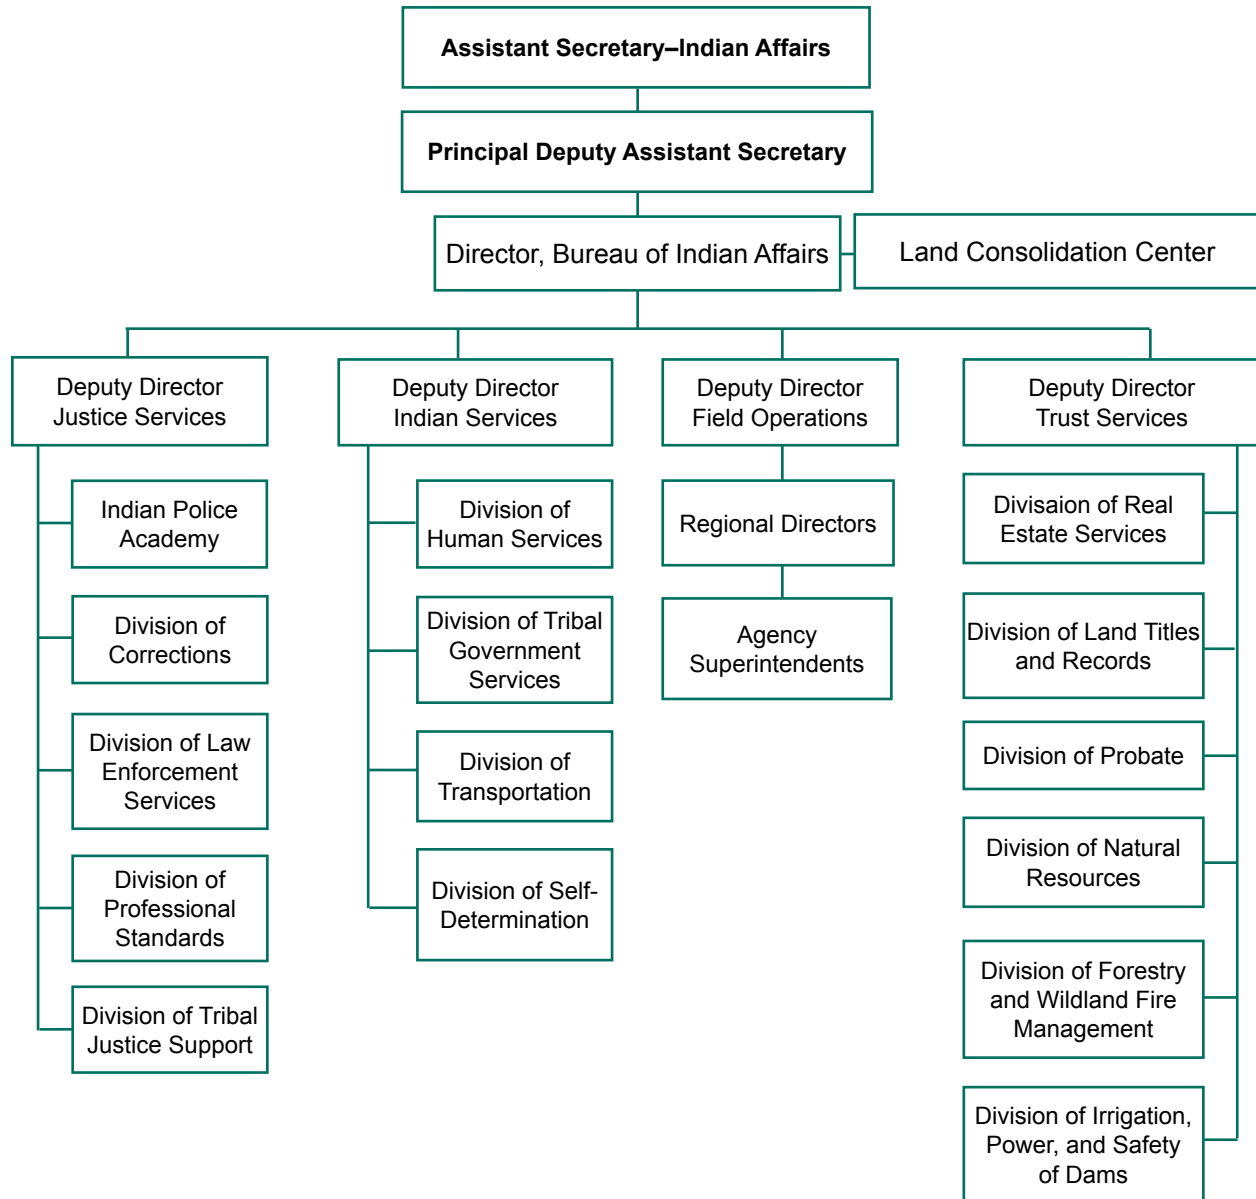 Assistant Secretary–Indian Affairs
Principal Deputy Assistant Secretary
Director, Bureau of Indian Affairs
Land Consolidation Center
Deputy Director
Justice Services
Indian Police
Academy
Division of
Corrections
Division of Law
Enforcement
Services
Division of
Professional
Standards
Division of Tribal
Justice Support
Deputy Director
Indian Services
Division of
Human Services
Division of Tribal
Government
Services
Division of
Transportation
Division of Self-
Determination
Deputy Director
Field Operations
Regional Directors
Agency
Superintendents
Deputy Director
Trust Services
Divisaion of Real
Estate Services
Division of Land Titles
and Records
Division of Probate
Division of Natural
Resources
Division of Forestry
and Wildland Fire
Management
Division of Irrigation,
Power, and Safety
of Dams